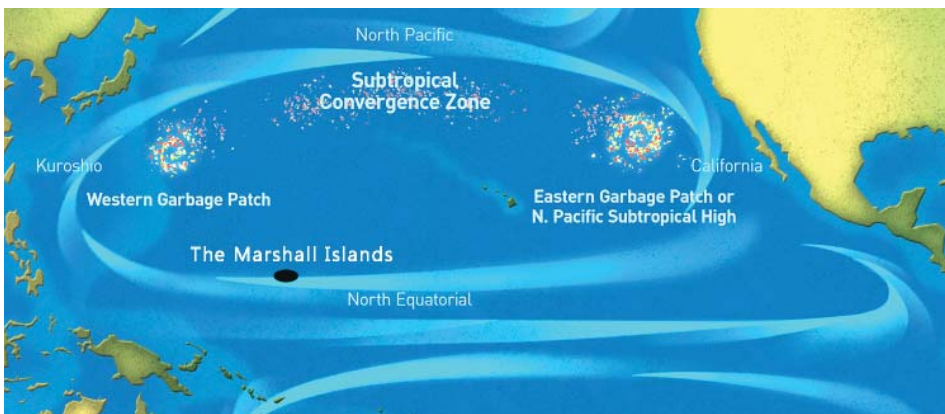 North Pacific
Subtropical
Convergence Zone
Kuroshio
California
Western Garbage Patch
Eastern Garbage Patch or
N. Pacific Subtropical High
The Marshall Islands
North Equatorial